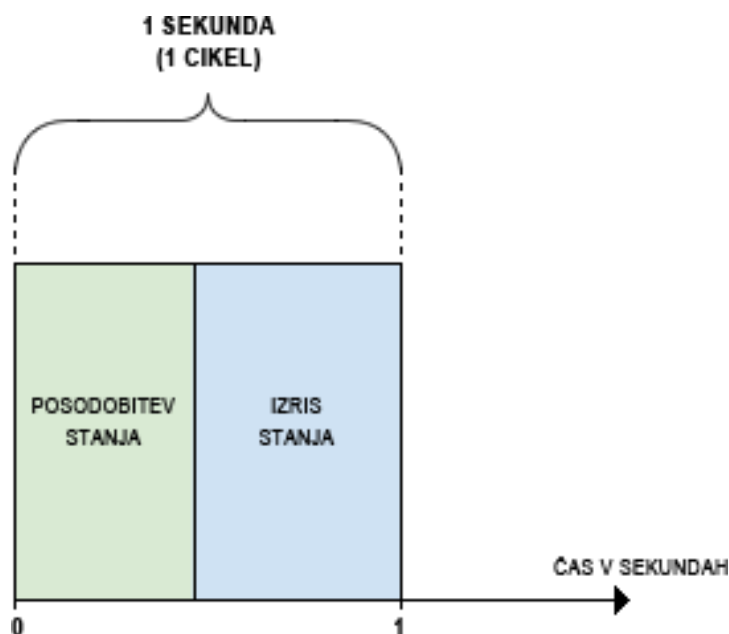 1 SEKUNDA
(1 CIKEL)
POSODOBITEV
STANJA
IZRIS
STANJA
ČAS V SEKUNDAH
0
1